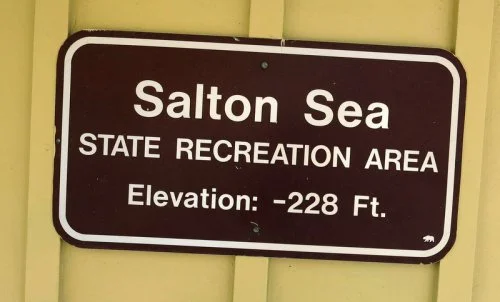 Salton Sea
STATE RECREATION AREA
Elevation: -228 Ft.